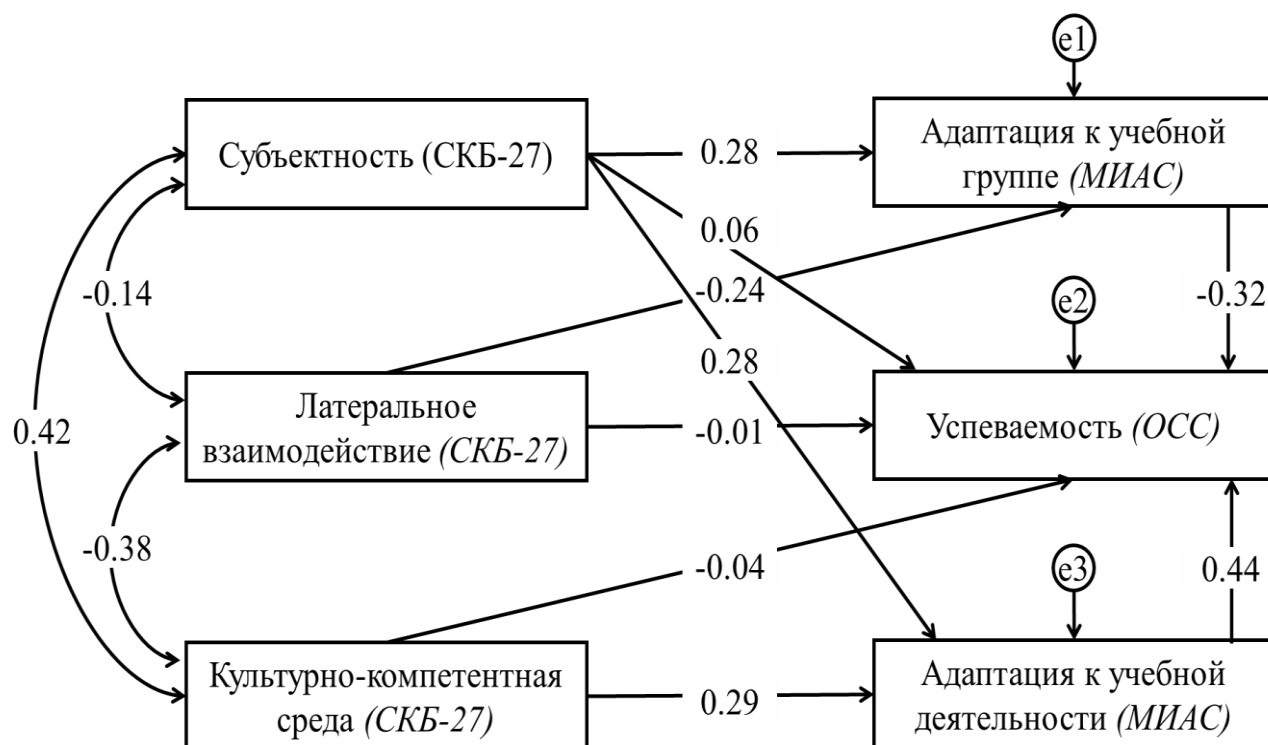 e1
Субъектность (СКБ-27)
0.28
Адаптация к учебной
группе (МИАС)
0.06
-0.14
-0.24
e2
-0.32
0.28
0.42
Латеральное
взаимодействие (СКБ-27)
-0.01
Успеваемость (ОСС)
-0.38
-0.04
e3
0.44
Культурно-компетентная
среда (СКБ-27)
0.29
Адаптация к учебной
деятельности (МИАС)